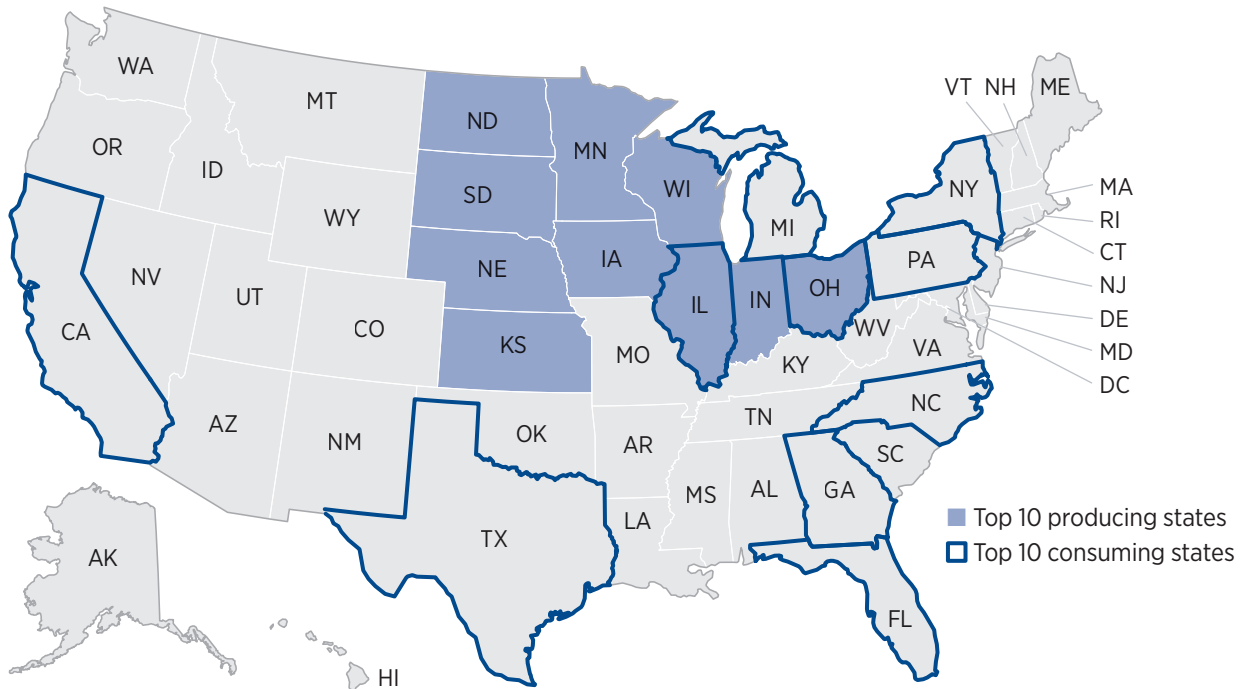 WA
MT
ND
MN
VT NH ME
OR
ID
SD
WI
NY
MA
WY
MI
RI
CT
NV
UT
NE
IA
PA
NJ
CA
CO
IL
IN
OH
DE
KS
MO
WV
VA
MD
KY
DC
AZ
NM
OK
AR
TN
NC
SC
MS
AL
GA
TX
LA
Top 10 producing states
Top 10 consuming states
AK
FL
HI